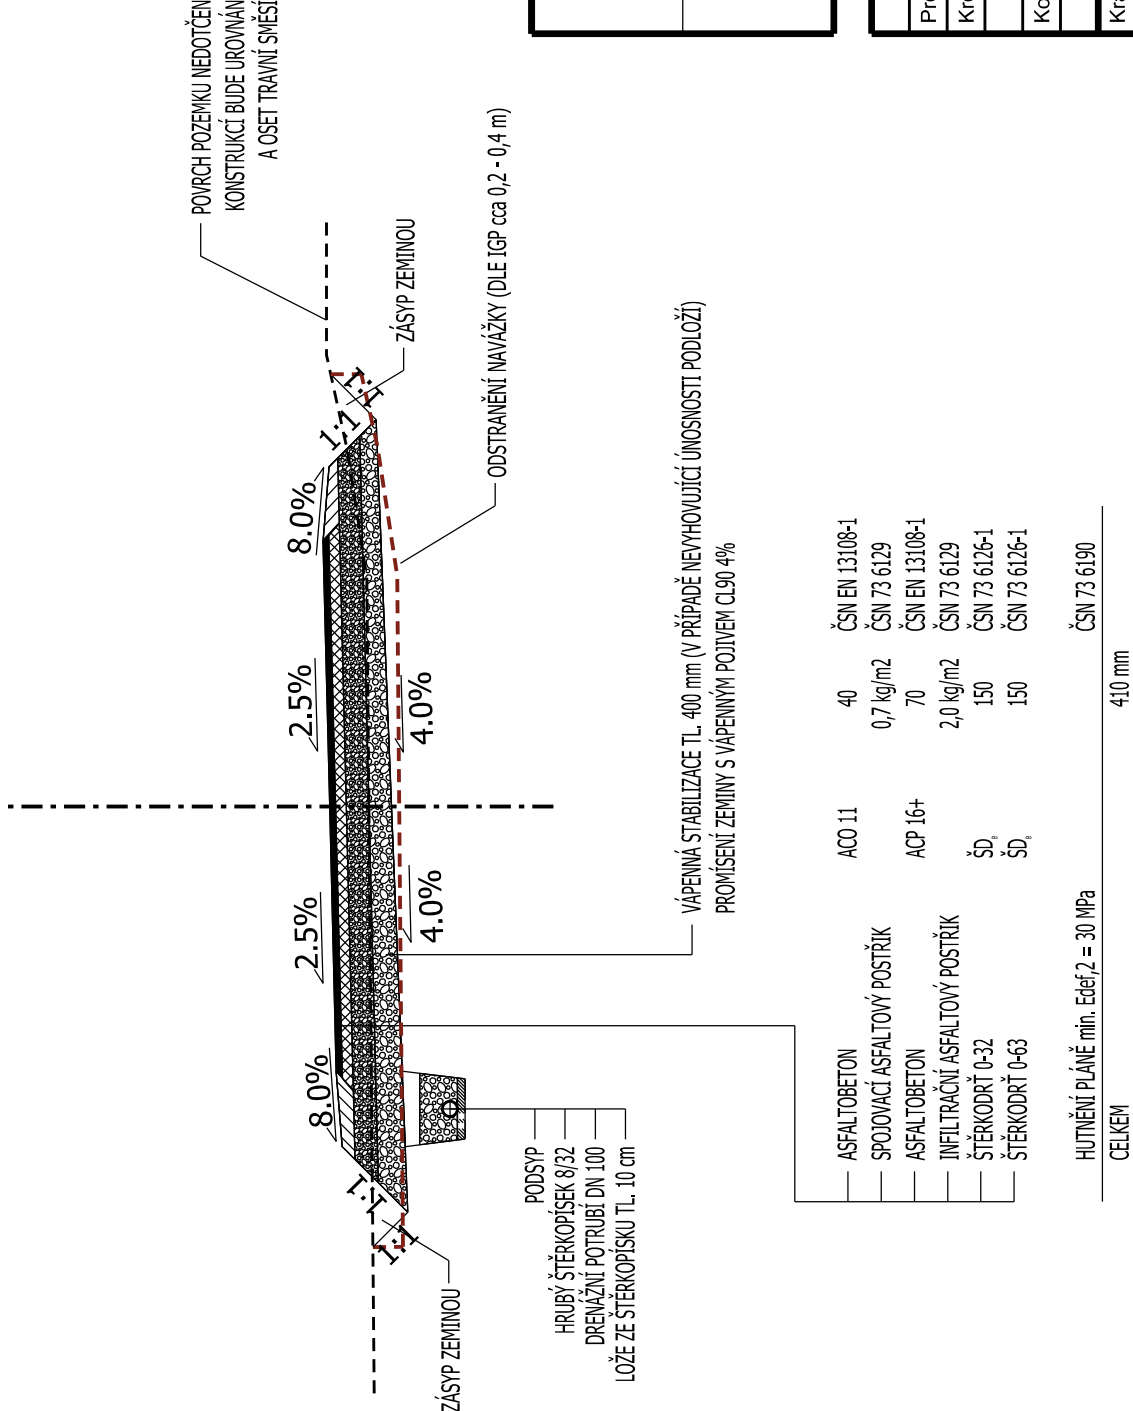 POVRCH POZEMKU NEDOTČEN
KONSTRUKCÍ BUDE UROVNÁN
A OSET TRAVNÍ SMĚSÍ
ZÁSYP ZEMINOU
ODSTRANĚNÍ NAVÁŽKY (DLE IGP cca 0,2 - 0,4 m)
8.0%
2.5%
2.5%
8.0%
1:1
1:1
1:1
1:1
4.0%
4.0%
ZÁSYP ZEMINOU
PODSYP
HRUBÝ ŠTĚRKOPÍSEK 8/32
DRENÁŽNÍ POTRUBÍ DN 100
LOŽE ZE ŠTĚRKOPÍSKU TL. 10 cm
VÁPENNÁ STABILIZACE TL. 400 mm (V PŘÍPADĚ NEVYHOVUJÍCÍ ÚNOSNOSTI PODLOŽÍ)
PROMÍSENÍ ZEMINY S VÁPENNÝM POJIVEM CL90 4%
ASFALTOBETON ACO 11 40 ČSN EN 13108-1
SPOJOVACÍ ASFALTOVÝ POSTŘIK 0,7 kg/m2 ČSN 73 6129
ASFALTOBETON ACP 16+ 70 ČSN EN 13108-1
INFILTRAČNÍ ASFALTOVÝ POSTŘIK 2,0 kg/m2 ČSN 73 6129
ŠTĚRKODRŤ 0-32 ŠD 150 ČSN 73 6126-1
ŠTĚRKODRŤ 0-63 ŠD 150 ČSN 73 6126-1
HUTNĚNÍ PLÁNĚ min. Edef,2 = 30 MPa ČSN 73 6190
CELKEM 410 mm
Kr
Ko
Kra